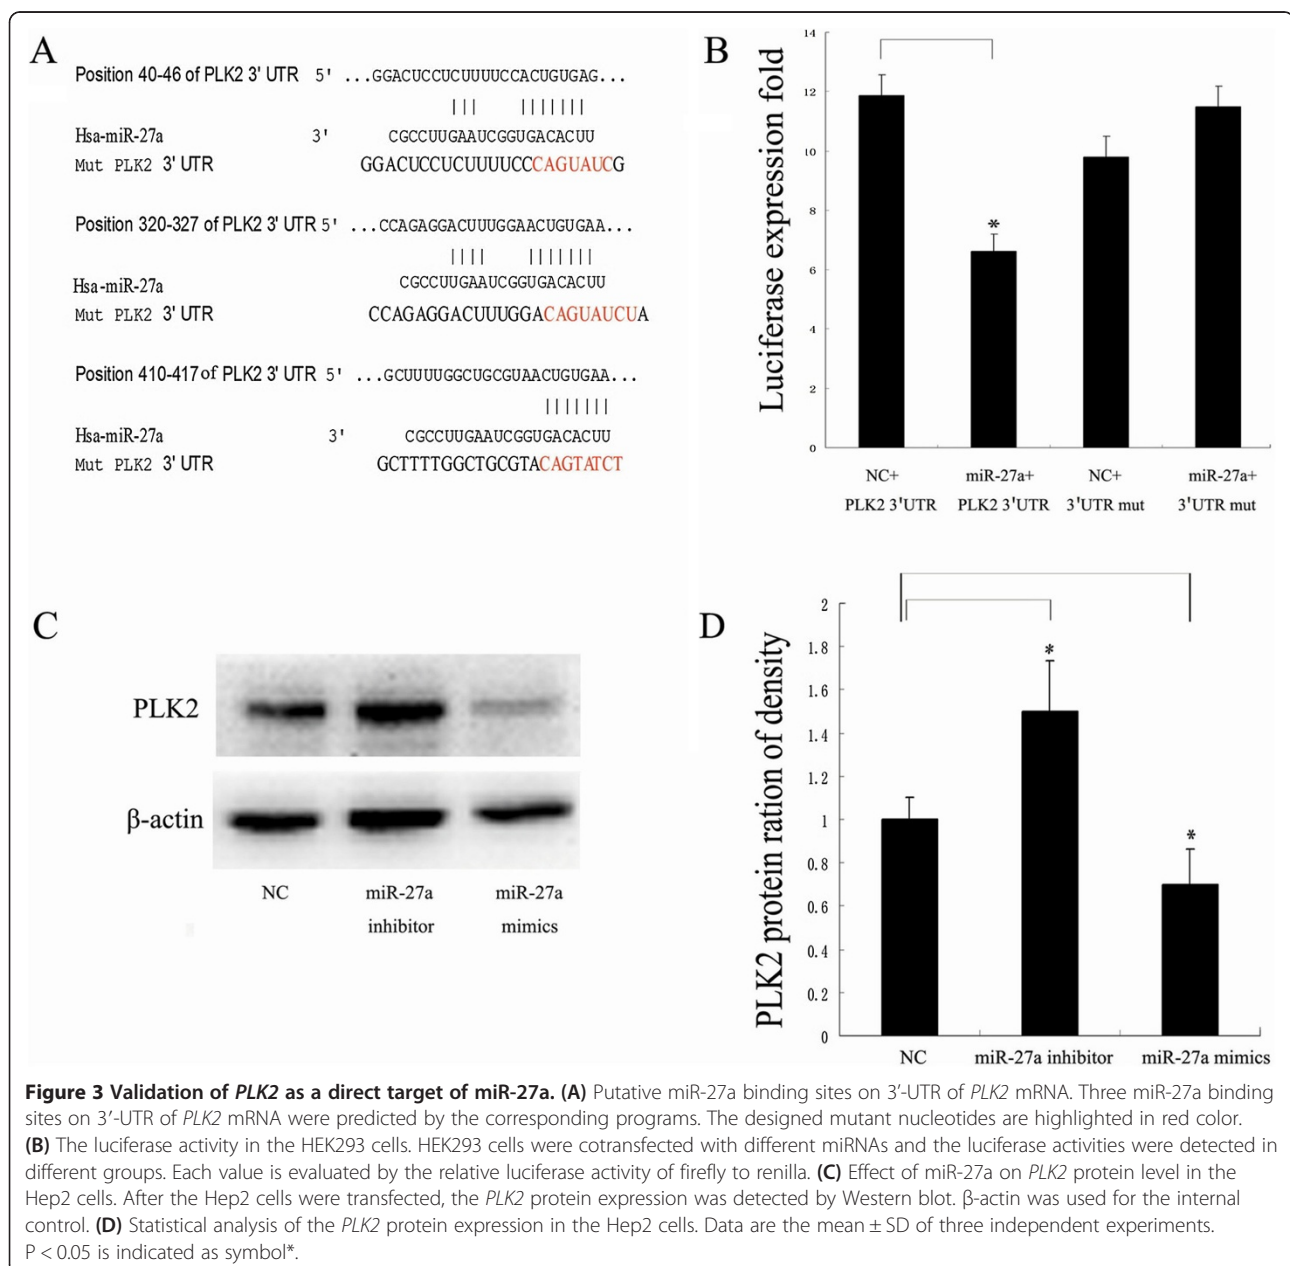 A
Position 40-46 of PLK2 3' UTR 5' ...GGACUCCUCUUUUCCACUGUGAG...
Hsa-miR-27a 3' CGCCUUGAAUCGGUGACACUU
Mut PLK2 3' UTR GGACUCCUCUUUUCCCAGUAUCG
Position 320-327 of PLK2 3' UTR 5' ...CCAGAGGACUUUGGAACUGUGAA...
Hsa-miR-27a CGCCUUGAAUCGGUGACACUU
Mut PLK2 3' UTR CCAGAGGACUUUGGACAGUAUCUA
Position 410-417 of PLK2 3' UTR 5' ...GCUUUUGGCUGCGUAACUGUGAA...
Hsa-miR-27a 3' CGCCUUGAAUCGGUGACACUU
Mut PLK2 3' UTR GCTTTTGGCTGCGTACAGTATCT
B
Luciferase expression fold
14
12
10
8
6
4
2
0
*
NC+ miR-27a+ NC+ miR-27a+
PLK2 3'UTR PLK2 3'UTR 3'UTR mut 3'UTR mut
C
PLK2
β-actin
NC miR-27a miR-27a
inhibitor mimics
D
PLK2 protein ration of density
2
1.8
1.6
1.4
1.2
1
0.8
0.6
0.4
0.2
0
*
*
NC miR-27a inhibitor miR-27a mimics
Figure 3 Validation of PLK2 as a direct target of miR-27a. (A) Putative miR-27a binding sites on 3′-UTR of PLK2 mRNA. Three miR-27a binding
sites on 3′-UTR of PLK2 mRNA were predicted by the corresponding programs. The designed mutant nucleotides are highlighted in red color.
(B) The luciferase activity in the HEK293 cells. HEK293 cells were cotransfected with different miRNAs and the luciferase activities were detected in
different groups. Each value is evaluated by the relative luciferase activity of firefly to renilla. (C) Effect of miR-27a on PLK2 protein level in the
Hep2 cells. After the Hep2 cells were transfected, the PLK2 protein expression was detected by Western blot. β-actin was used for the internal
control. (D) Statistical analysis of the PLK2 protein expression in the Hep2 cells. Data are the mean ± SD of three independent experiments.
P < 0.05 is indicated as symbol*.